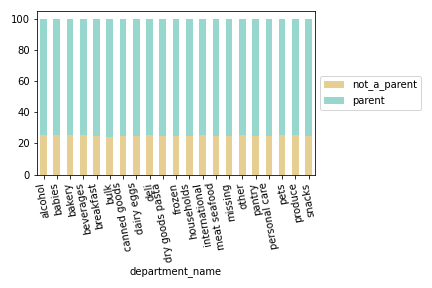 100
80
60
40
20
0
not_a_parent
parent
alcohol
babies
bakery
beverages
breakfast
bulk
canned goods
dairy eggs
deli
dry goods pasta
frozen
households
international
meat seafood
missing
other
pantry
personal care
pets
produce
snacks
department_name